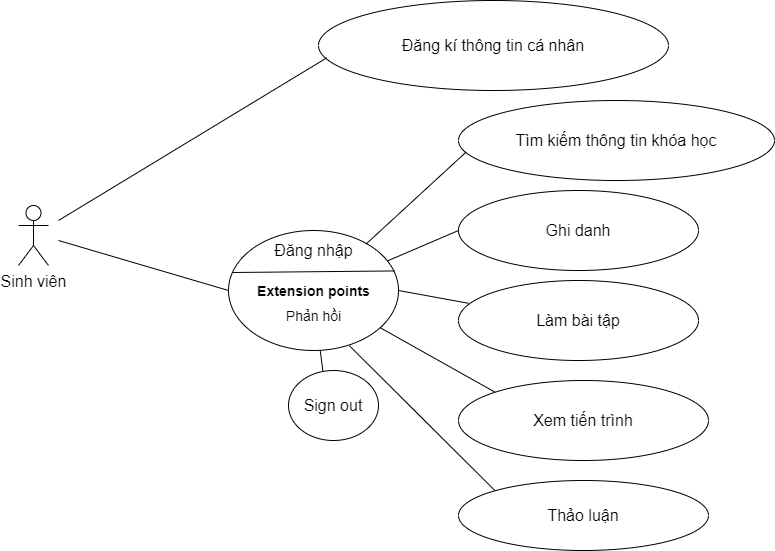 Đăng kí thông tin cá nhân
Tìm kiếm thông tin khóa học
Ghi danh
Đăng nhập
Sinh viên
Extension points
Phản hồi
Làm bài tập
Sign out
Xem tiến trình
Thảo luận